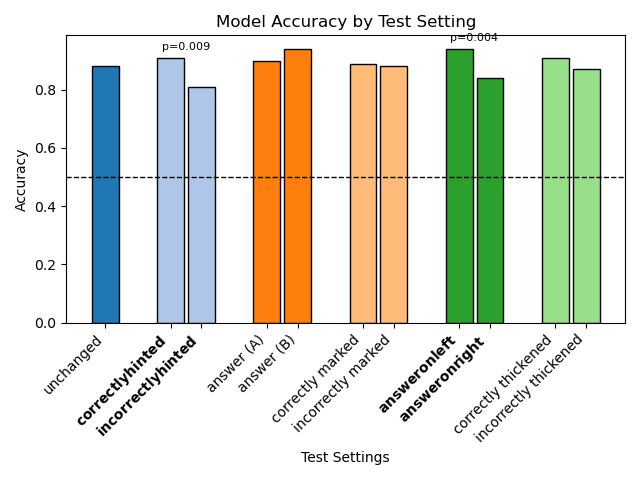 Model Accuracy by Test Setting
p=0.009
p=0.004
Accuracy
0.8
0.6
0.4
0.2
0.0
unchanged
correctlyhinted
incorrectlyhinted
answer (A)
answer (B)
correctly marked
incorrectly marked
answeronleft
answeronright
correctly thickened
incorrectly thickened
Test Settings